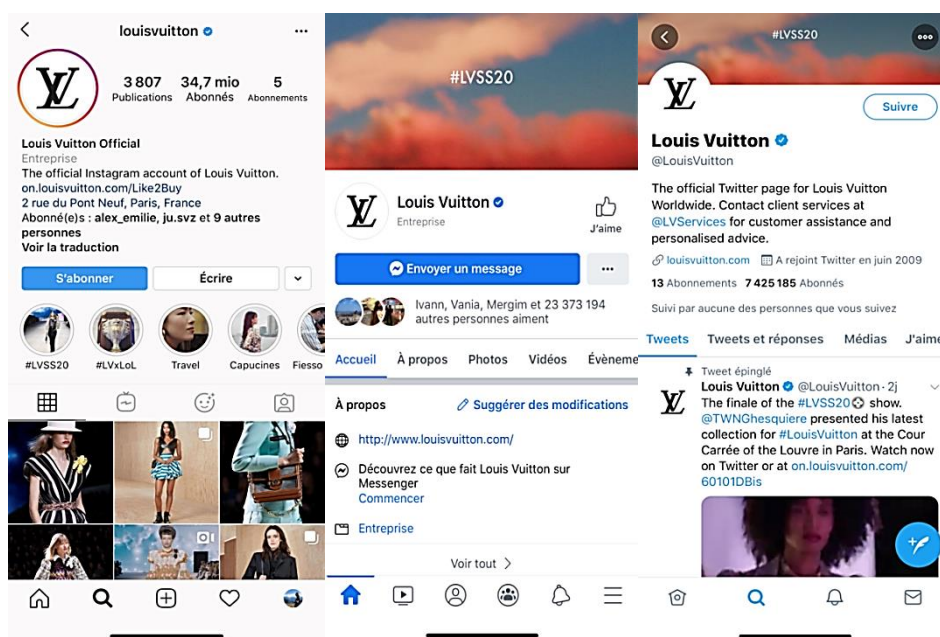 louisvuitton
3 807 34,7 mio 5
Publications Abonnés Abonnements
Louis Vuitton Official
Entreprise
The official Instagram account of Louis Vuitton.
on.louisvuitton.com/Like2Buy
2 rue du Pont Neuf, Paris, France
Abonné(e)s : alex_emilie, ju.svz et 9 autres
personnes
Voir la traduction
S'abonner Écrire
#LVSS20 #LVxLoL Travel Capucines Fiesso
#LVSS20
Louis Vuitton
Entreprise
J'aime
Envoyer un message
Ivann, Vania, Mergim et 23 373 194
autres personnes aiment
Accueil À propos Photos Vidéos Évèneme
À propos Suggérer des modifications
http://www.louisvuitton.com/
Découvrez ce que fait Louis Vuitton sur
Messenger
Commencer
Entreprise
Voir tout
#LVSS20
Suivre
Louis Vuitton
@LouisVuitton
The official Twitter page for Louis Vuitton
Worldwide. Contact client services at
@LVServices for customer assistance and
personalised advice.
louisvuitton.com A rejoint Twitter en juin 2009
13 Abonnements 7 425 185 Abonnés
Suivi par aucune des personnes que vous suivez
Tweets Tweets et réponses Médias J'aime
Tweet épinglé
Louis Vuitton @LouisVuitton · 2j
The finale of the #LVSS20 show.
@TWNGhesquiere presented his latest
collection for #LouisVuitton at the Cour
Carrée of the Louvre in Paris. Watch now
on Twitter or at on.louisvuitton.com/
60101DBis